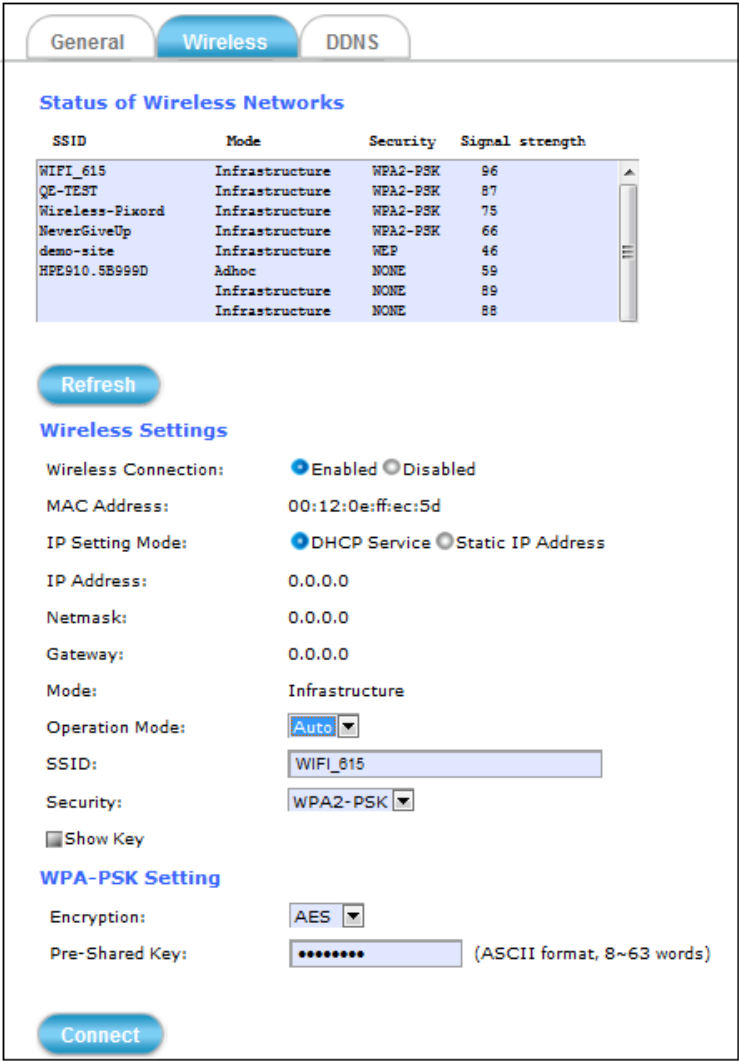 General Wireless DDNS
Status of Wireless Networks
SSID Mode Security Signal strength
WIFI_615 Infrastructure WPA2-PSK 96
QE-TEST Infrastructure WPA2-PSK 87
Wireless-Pixord Infrastructure WPA2-PSK 75
NeverGiveUp Infrastructure WPA2-PSK 66
demo-site Infrastructure WEP 46
HPE910.5B999D Adhoc NONE 59
Infrastructure NONE 89
Infrastructure NONE 88
Refresh
Wireless Settings
Wireless Connection: Enabled Disabled
MAC Address: 00:12:0e:ff:ec:5d
IP Setting Mode: DHCP Service Static IP Address
IP Address: 0.0.0.0
Netmask: 0.0.0.0
Gateway: 0.0.0.0
Mode: Infrastructure
Operation Mode: Auto
SSID: WIFI_615
Security: WPA2-PSK
Show Key
WPA-PSK Setting
Encryption: AES
Pre-Shared Key: •••••••• (ASCII format, 8~63 words)
Connect